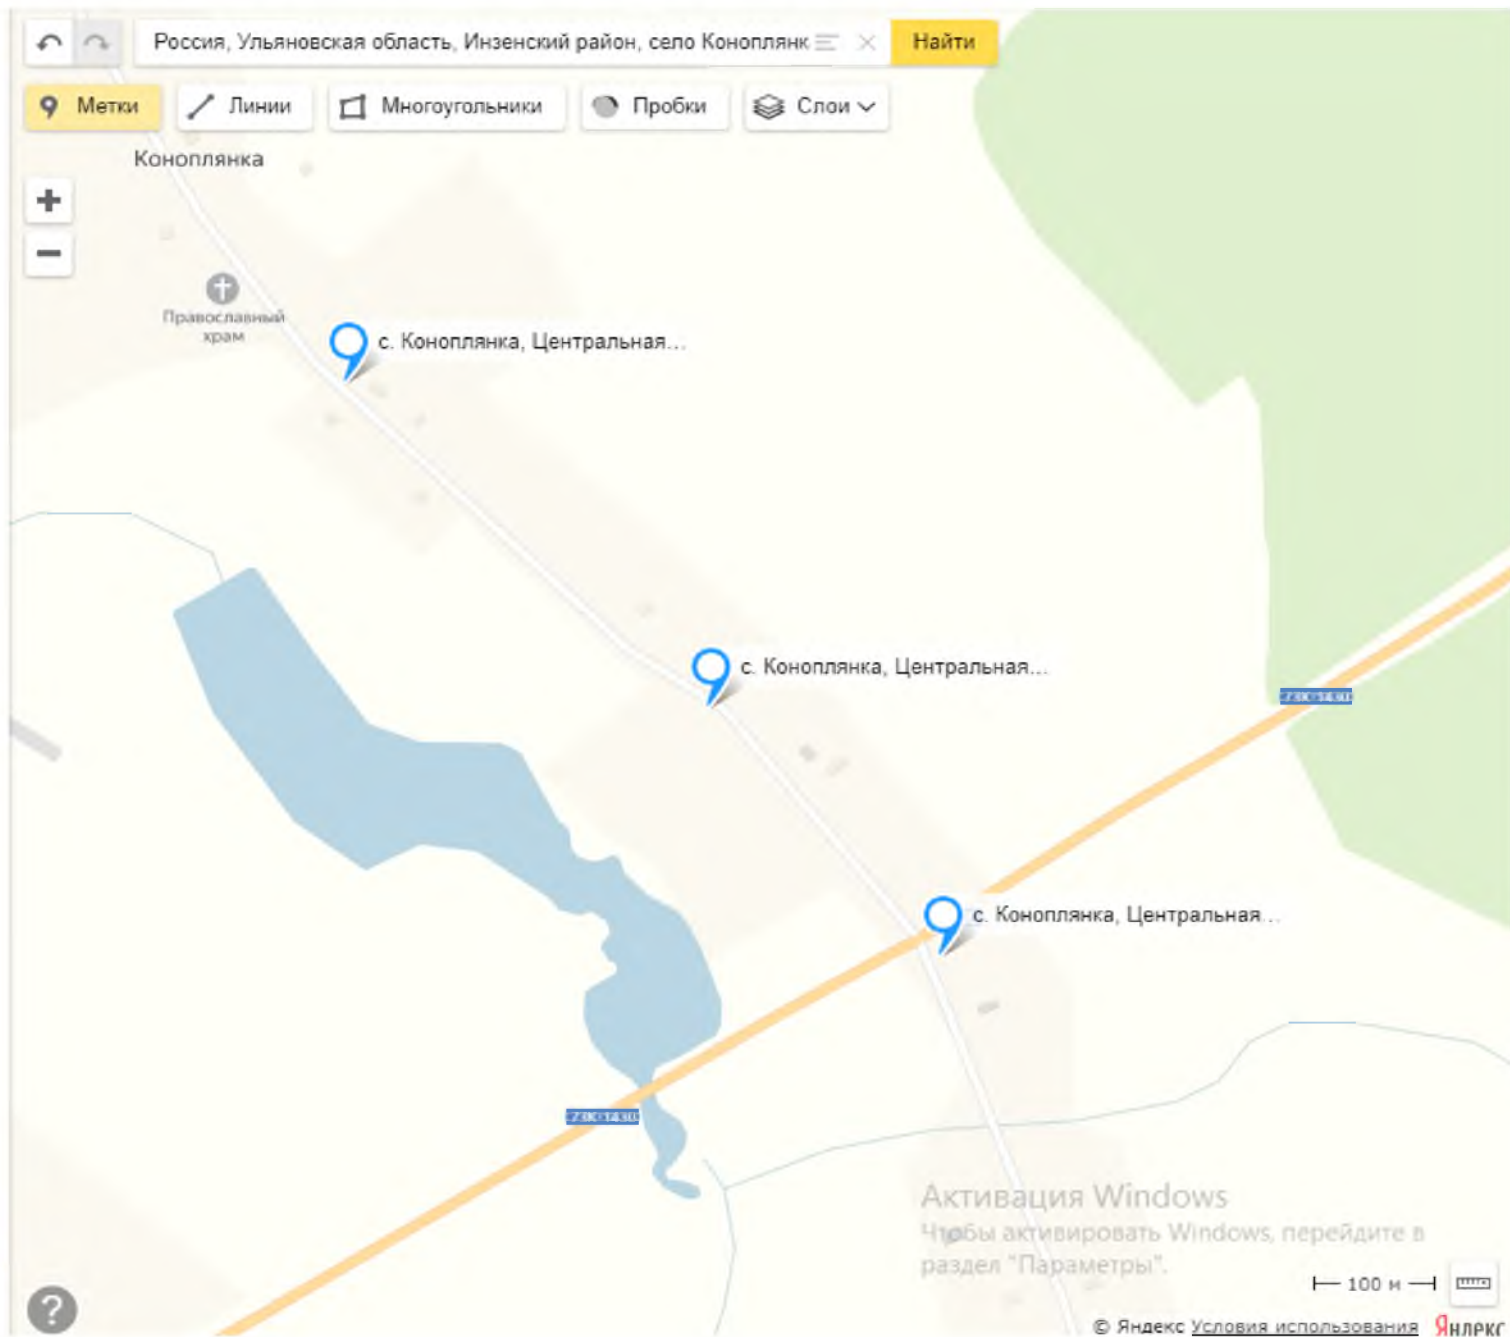 Россия, Ульяновская область, Инзенский район, село Коноплянк
Найти
Метки
Линии
Многоугольники
Пробки
Слои
Коноплянка
Православный
храм
с. Коноплянка, Центральная...
с. Коноплянка, Центральная...
с. Коноплянка, Центральная...
Активация Windows
Чтобы активировать Windows, перейдите в
раздел "Параметры".
100 м
© Яндекс Условия использования Яндекс